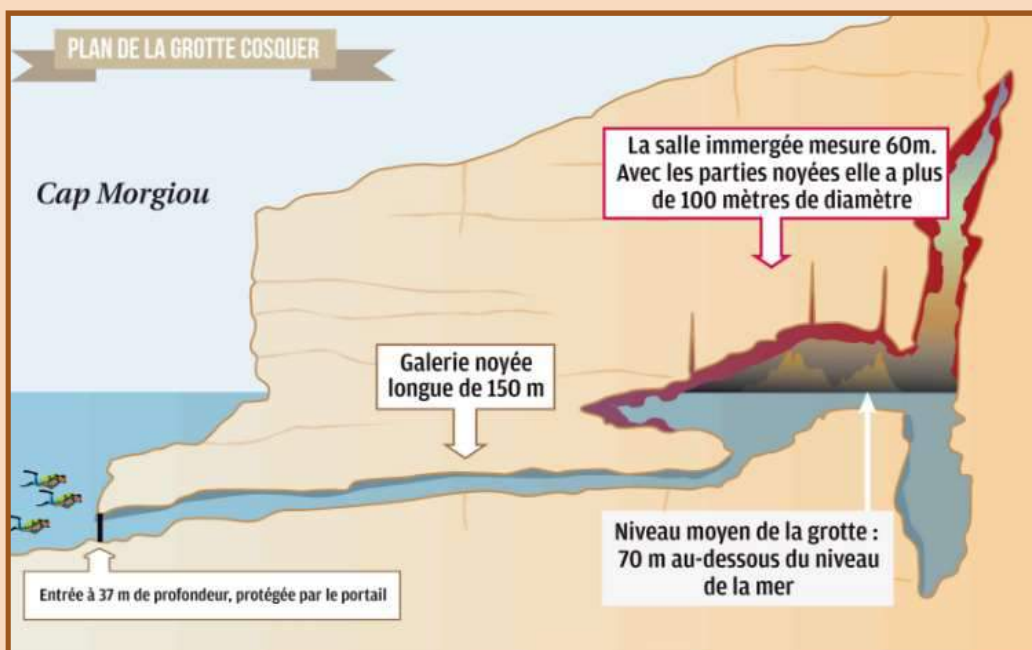 PLAN DE LA GROTTE COSQUER
Cap Morgiou
La salle immergée mesure 60m.
Avec les parties noyées elle a plus
de 100 mètres de diamètre
Galerie noyée
longue de 150 m
Niveau moyen de la grotte :
70 m au-dessous du niveau
de la mer
Entrée à 37 m de profondeur, protégée par le portail